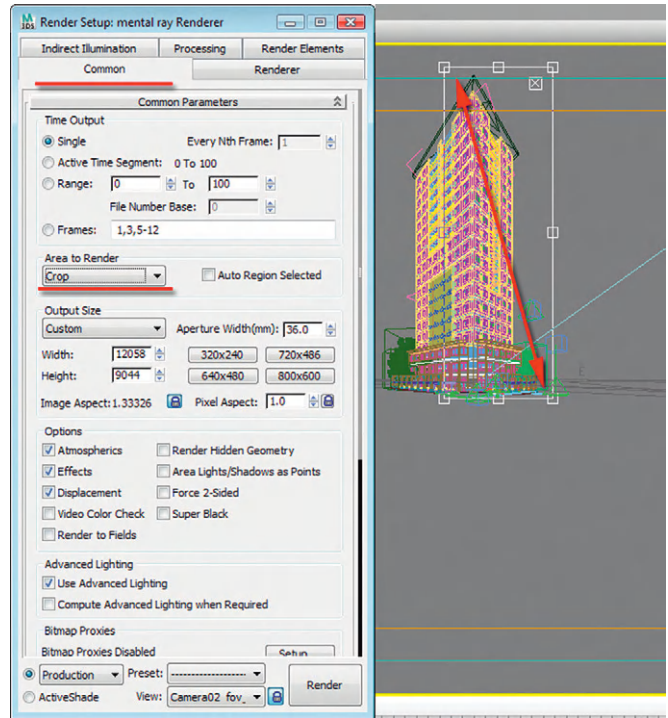 Render Setup: mental ray Renderer
Indirect Illumination Processing Render Elements
Common Renderer
Common Parameters
Time Output
Single Every Nth Frame: 1
Active Time Segment: 0 To 100
Range: 0 To 100
File Number Base: 0
Frames: 1,3,5-12
Area to Render
Crop Auto Region Selected
Output Size
Custom Aperture Width(mm): 36.0
Width: 12058 320x240 720x486
Height: 9044 640x480 800x600
Image Aspect: 1.33326 Pixel Aspect: 1.0
Options
Atmospherics Render Hidden Geometry
Effects Area Lights/Shadows as Points
Displacement Force 2-Sided
Video Color Check Super Black
Render to Fields
Advanced Lighting
Use Advanced Lighting
Compute Advanced Lighting when Required
Bitmap Proxies
Bitmap Proxies Disabled Setup...
Production Preset: --------------------
Render
ActiveShade View: Camera02_fov_